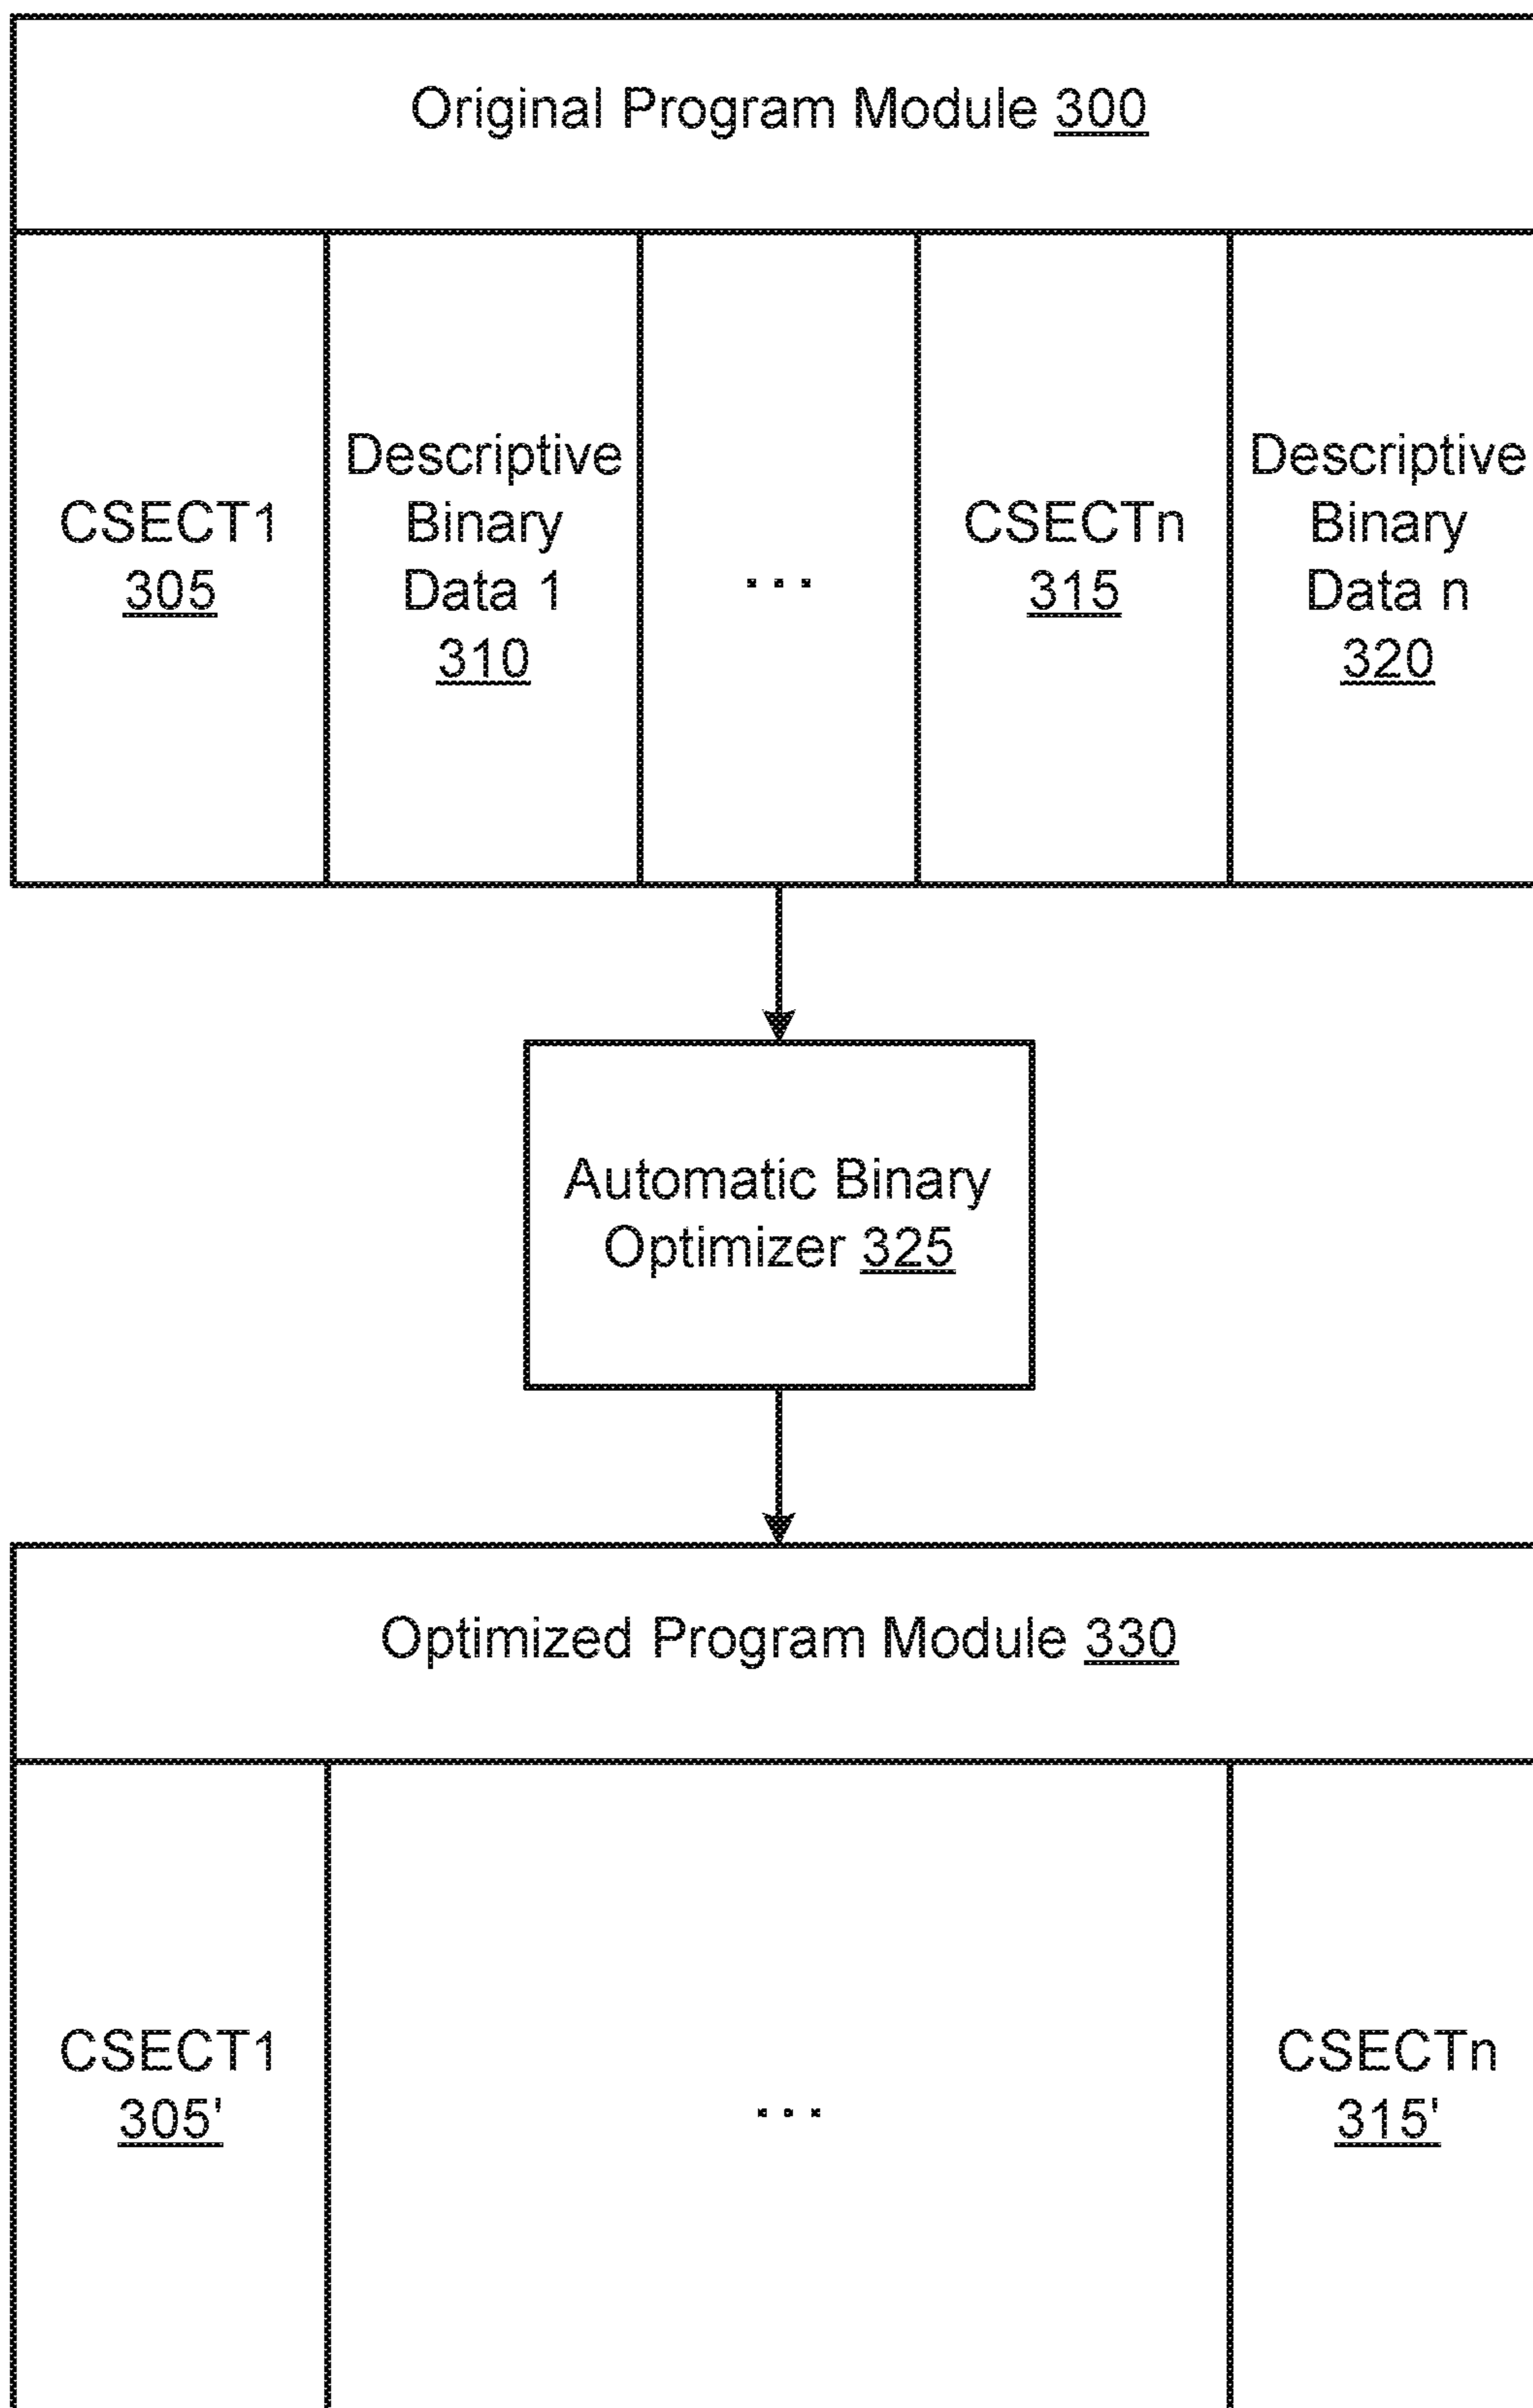 Original Program Module 300
CSECT1
305
Descriptive
Binary
Data 1
310
...
CSECTn
315
Descriptive
Binary
Data n
320
Automatic Binary
Optimizer 325
Optimized Program Module 330
CSECT1
305'
...
CSECTn
315'